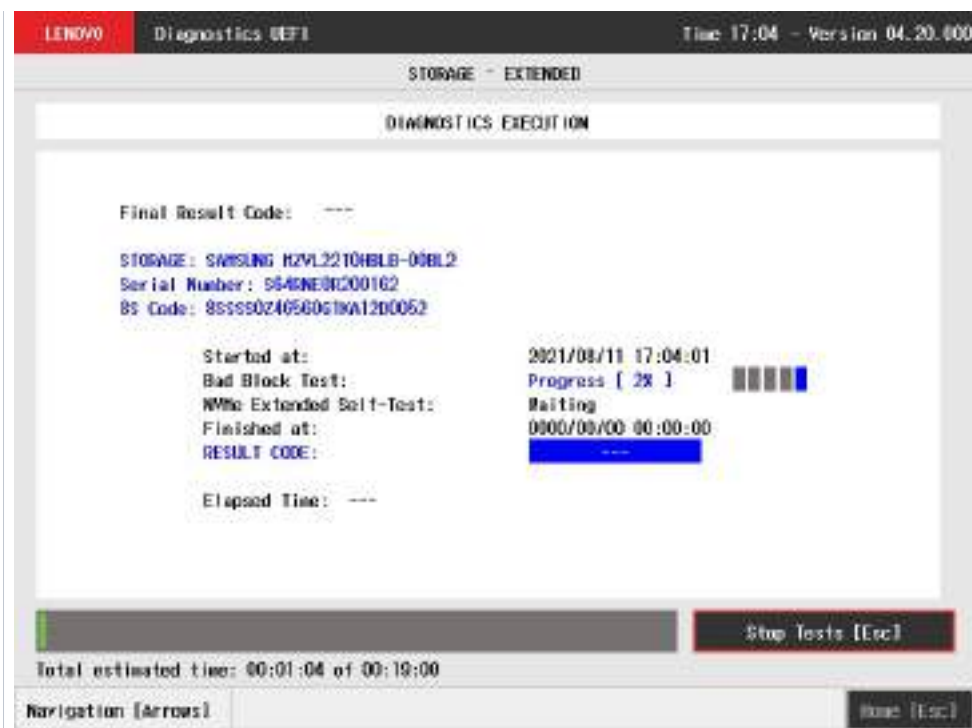 LENOVO Diagnostics UEFI Time 17:04 - Version 04.20.000
STORAGE - EXTENDED
DIAGNOSTICS EXECUTION
Final Result Code: ---
STORAGE: SAMSUNG MZVL2210HBLB-00BL2
Serial Number:
8S Code:
Started at: 2021/08/11 17:04:01
Bad Block Test: Progress [ 2% ]
NVMe Extended Self-Test: Waiting
Finished at: 0000/00/00 00:00:00
RESULT CODE: ---
Elapsed Time: ---
Stop Tests [Esc]
Total estimated time: 00:01:04 of 00:19:00
Navigation [Arrows] Home [Esc]